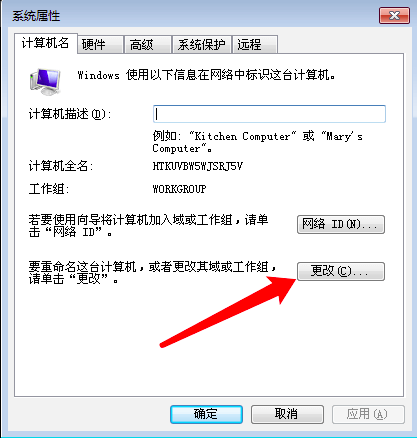 系统属性
计算机名 硬件 高级 系统保护 远程
Windows 使用以下信息在网络中标识这台计算机。
计算机描述(D):
例如: "Kitchen Computer" 或 "Mary's
Computer"。
计算机全名: HTKUVBW5WJSRJ5V
工作组: WORKGROUP
若要使用向导将计算机加入域或工作组,请单
击“网络 ID”。
网络 ID(N)...
要重命名这台计算机,或者更改其域或工作组,
请单击“更改”。
更改(C)...
确定 取消 应用(A)